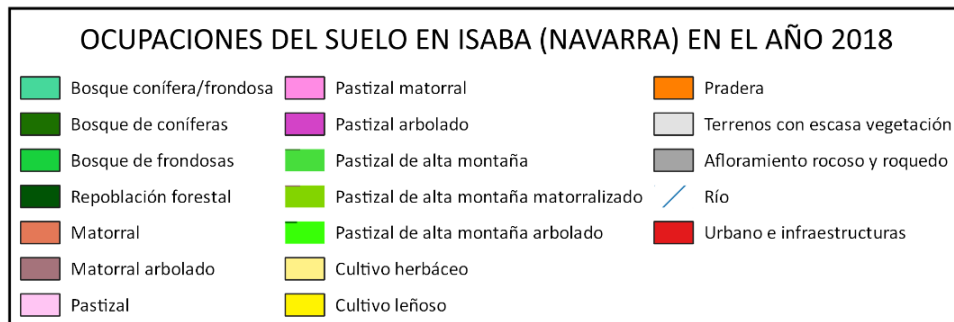 OCUPACIONES DEL SUELO EN ISABA (NAVARRA) EN EL AÑO 2018
Bosque conífera/frondosa
Bosque de coníferas
Bosque de frondosas
Repoblación forestal
Matorral
Matorral arbolado
Pastizal
Pastizal matorral
Pastizal arbolado
Pastizal de alta montaña
Pastizal de alta montaña matorralizado
Pastizal de alta montaña arbolado
Cultivo herbáceo
Cultivo leñoso
Pradera
Terrenos con escasa vegetación
Afloramiento rocoso y roquedo
Río
Urbano e infraestructuras